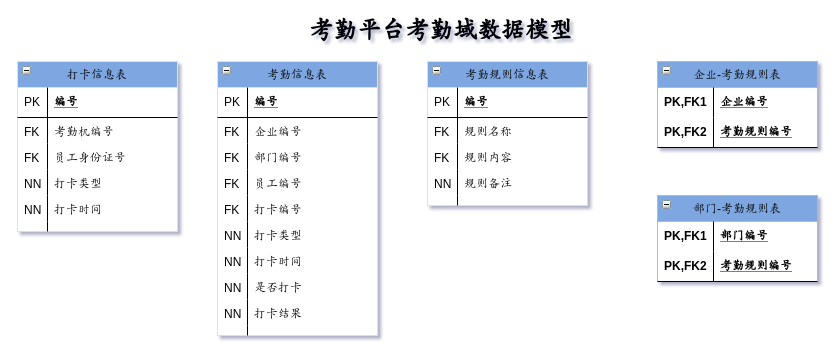 考勤平台考勤域数据模型
打卡信息表
PK 编号
FK 考勤机编号
FK 员工身份证号
NN 打卡类型
NN 打卡时间
考勤信息表
PK 编号
FK 企业编号
FK 部门编号
FK 员工编号
FK 打卡编号
NN 打卡类型
NN 打卡时间
NN 是否打卡
NN 打卡结果
考勤规则信息表
PK 编号
FK 规则名称
FK 规则内容
NN 规则备注
企业-考勤规则表
PK,FK1 企业编号
PK,FK2 考勤规则编号
部门-考勤规则表
PK,FK1 部门编号
PK,FK2 考勤规则编号